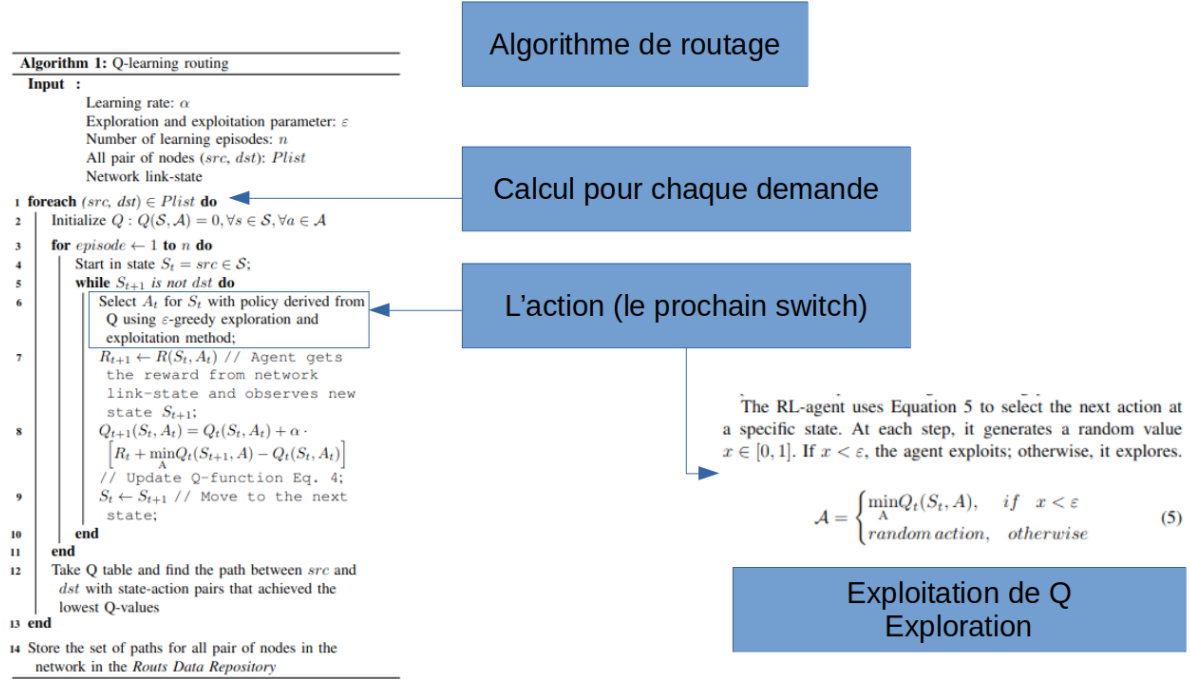 Algorithme de routage
Algorithm 1: Q-learning routing
Input :
Learning rate: α
Exploration and exploitation parameter: ε
Number of learning episodes: n
All pair of nodes (src, dst): Plist
Network link-state
1 foreach (src, dst) ∈ Plist do
2 Initialize Q : Q(S, A) = 0, ∀s ∈ S, ∀a ∈ A
3 for episode ← 1 to n do
4 Start in state S_t = src ∈ S;
5 while S_{t+1} is not dst do
6 Select A_t for S_t with policy derived from
Q using ε-greedy exploration and
exploitation method;
7 R_{t+1} ← R(S_t, A_t) // Agent gets
the reward from network
link-state and observes new
state S_{t+1};
8 Q_{t+1}(S_t, A_t) = Q_t(S_t, A_t) + α ·
[R_t + min_A Q_t(S_{t+1}, A) − Q_t(S_t, A_t)]
// Update Q-function Eq. 4;
9 S_t ← S_{t+1} // Move to the next
state;
10 end
11 end
12 Take Q table and find the path between src and
dst with state-action pairs that achieved the
lowest Q-values
13 end
14 Store the set of paths for all pair of nodes in the
network in the Routs Data Repository
Calcul pour chaque demande
L'action (le prochain switch)
The RL-agent uses Equation 5 to select the next action at
a specific state. At each step, it generates a random value
x ∈ [0, 1]. If x < ε, the agent exploits; otherwise, it explores.
A = { min_A Q_t(S_t, A), if x < ε
random action, otherwise (5)
Exploitation de Q
Exploration